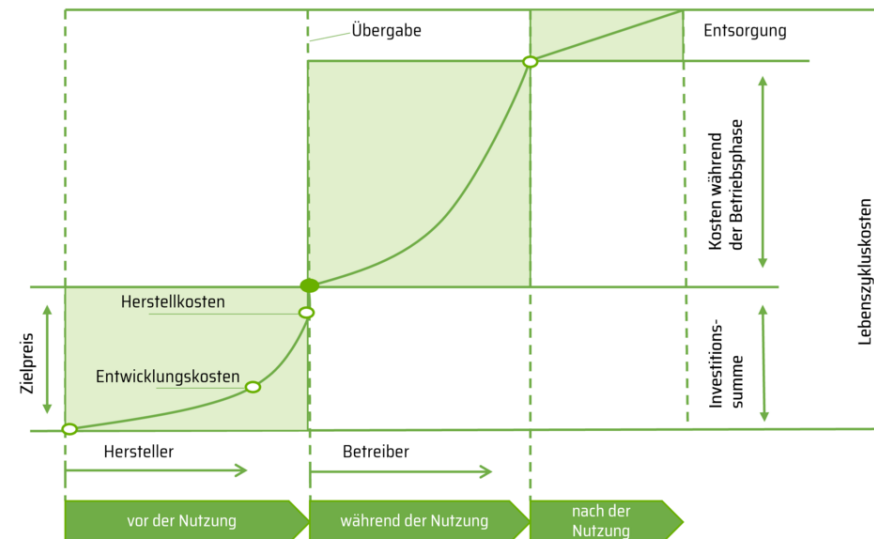 Übergabe
Entsorgung
Kosten während
der Betriebsphase
Lebenszykluskosten
Herstellkosten
Zielpreis
Entwicklungskosten
Investitions-
summe
Hersteller
Betreiber
vor der Nutzung
während der Nutzung
nach der
Nutzung